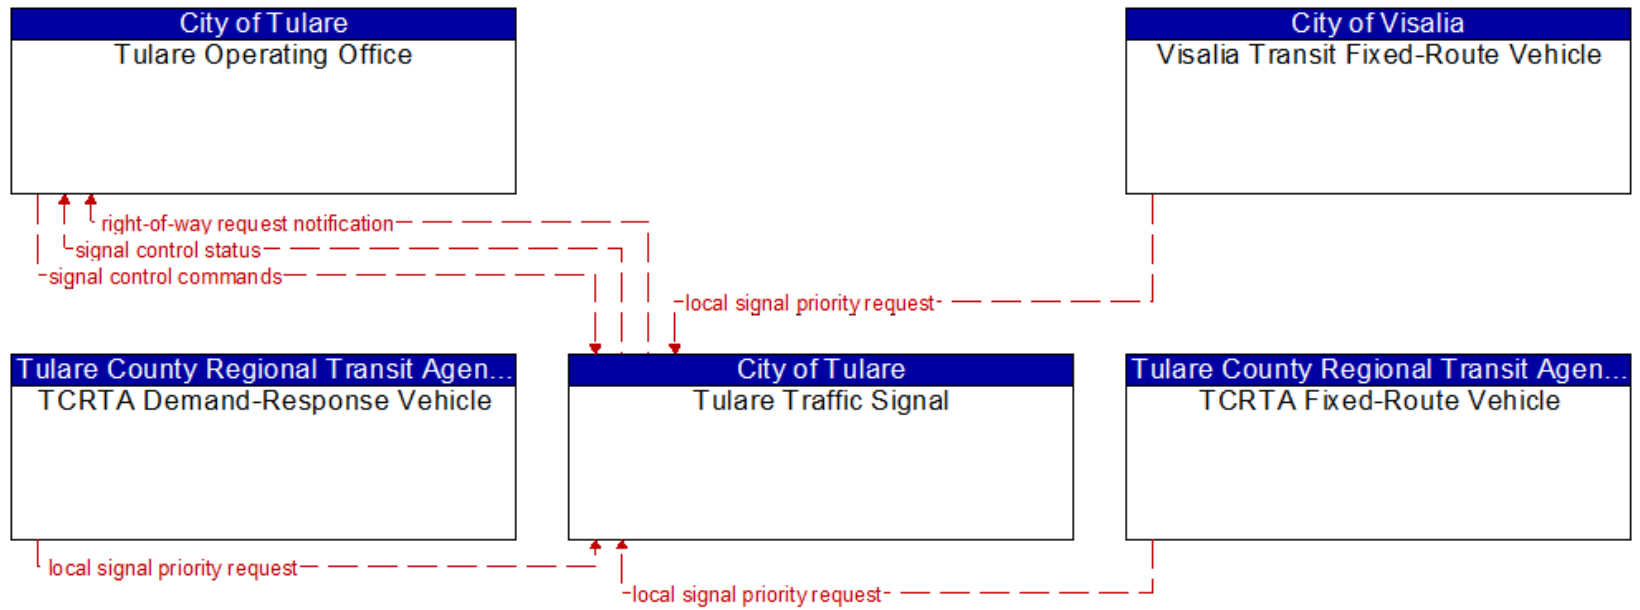 City of Tulare
Tulare Operating Office
City of Visalia
Visalia Transit Fixed-Route Vehicle
right-of-way request notification
signal control status
signal control commands
local signal priority request
Tulare County Regional Transit Agen...
TCRTA Demand-Response Vehicle
City of Tulare
Tulare Traffic Signal
Tulare County Regional Transit Agen...
TCRTA Fixed-Route Vehicle
local signal priority request
local signal priority request